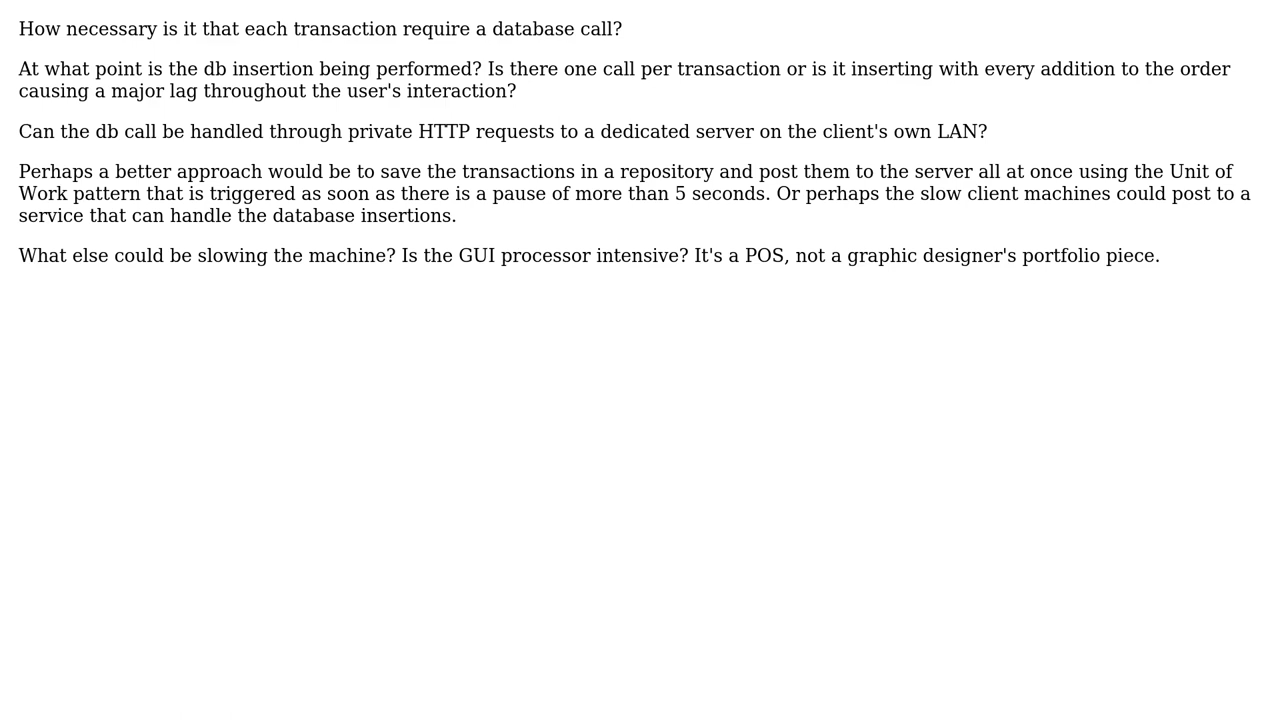 How necessary is it that each transaction require a database call?
At what point is the db insertion being performed? Is there one call per transaction or is it inserting with every addition to the order
causing a major lag throughout the user's interaction?
Can the db call be handled through private HTTP requests to a dedicated server on the client's own LAN?
Perhaps a better approach would be to save the transactions in a repository and post them to the server all at once using the Unit of
Work pattern that is triggered as soon as there is a pause of more than 5 seconds. Or perhaps the slow client machines could post to a
service that can handle the database insertions.
What else could be slowing the machine? Is the GUI processor intensive? It's a POS, not a graphic designer's portfolio piece.